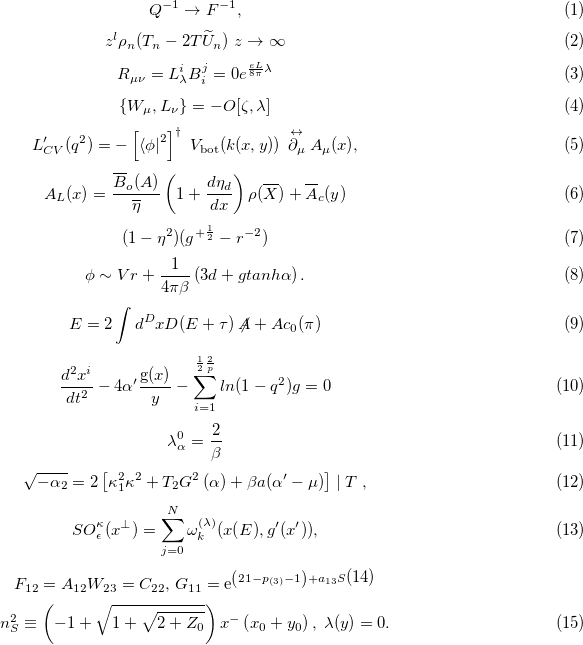 Q^{-1} \rightarrow F^{-1}, (1)
z^l \rho_n (T_n - 2T\widetilde{U}_n) z \rightarrow \infty (2)
R_{\mu\nu} = L^i_\lambda B^j_i = 0e^{\frac{eL}{8\pi}\lambda} (3)
\{W_\mu, L_\nu\} = -O[\zeta, \lambda] (4)
L'_{CV}(q^2) = -\left[\langle\phi|^2\right]^\dagger V_{bot}(k(x,y)) \overleftrightarrow{\partial_\mu} A_\mu(x), (5)
A_L(x) = \frac{\overline{B}_o(A)}{\overline{\eta}} \left(1 + \frac{d\eta_d}{dx}\right) \rho(\overline{X}) + \overline{A}_c(y) (6)
(1 - \eta^2)(g^{+\frac{1}{2}} - r^{-2}) (7)
\phi \sim Vr + \frac{1}{4\pi\beta} (3d + gtanh\alpha). (8)
E = 2 \int d^D x D(E + \tau) \not{A} + Ac_0(\pi) (9)
\frac{d^2 x^i}{dt^2} - 4\alpha' \frac{g(x)}{y} - \sum_{i=1}^{\frac{1}{2}\frac{2}{p}} ln(1 - q^2)g = 0 (10)
\lambda^0_\alpha = \frac{2}{\beta} (11)
\sqrt{-\alpha_2} = 2\left[\kappa_1^2 \kappa^2 + T_2 G^2(\alpha) + \beta a(\alpha' - \mu)\right] | T , (12)
SO^\kappa_\epsilon(x^\perp) = \sum_{j=0}^{N} \omega_k^{(\lambda)}(x(E), g'(x')), (13)
F_{12} = A_{12}W_{23} = C_{22}, G_{11} = e^{(21-p_{(3)}-1)+a_{13}S} (14)
n_S^2 \equiv \left(-1 + \sqrt{1 + \sqrt{2 + Z_0}}\right) x^- (x_0 + y_0), \lambda(y) = 0. (15)